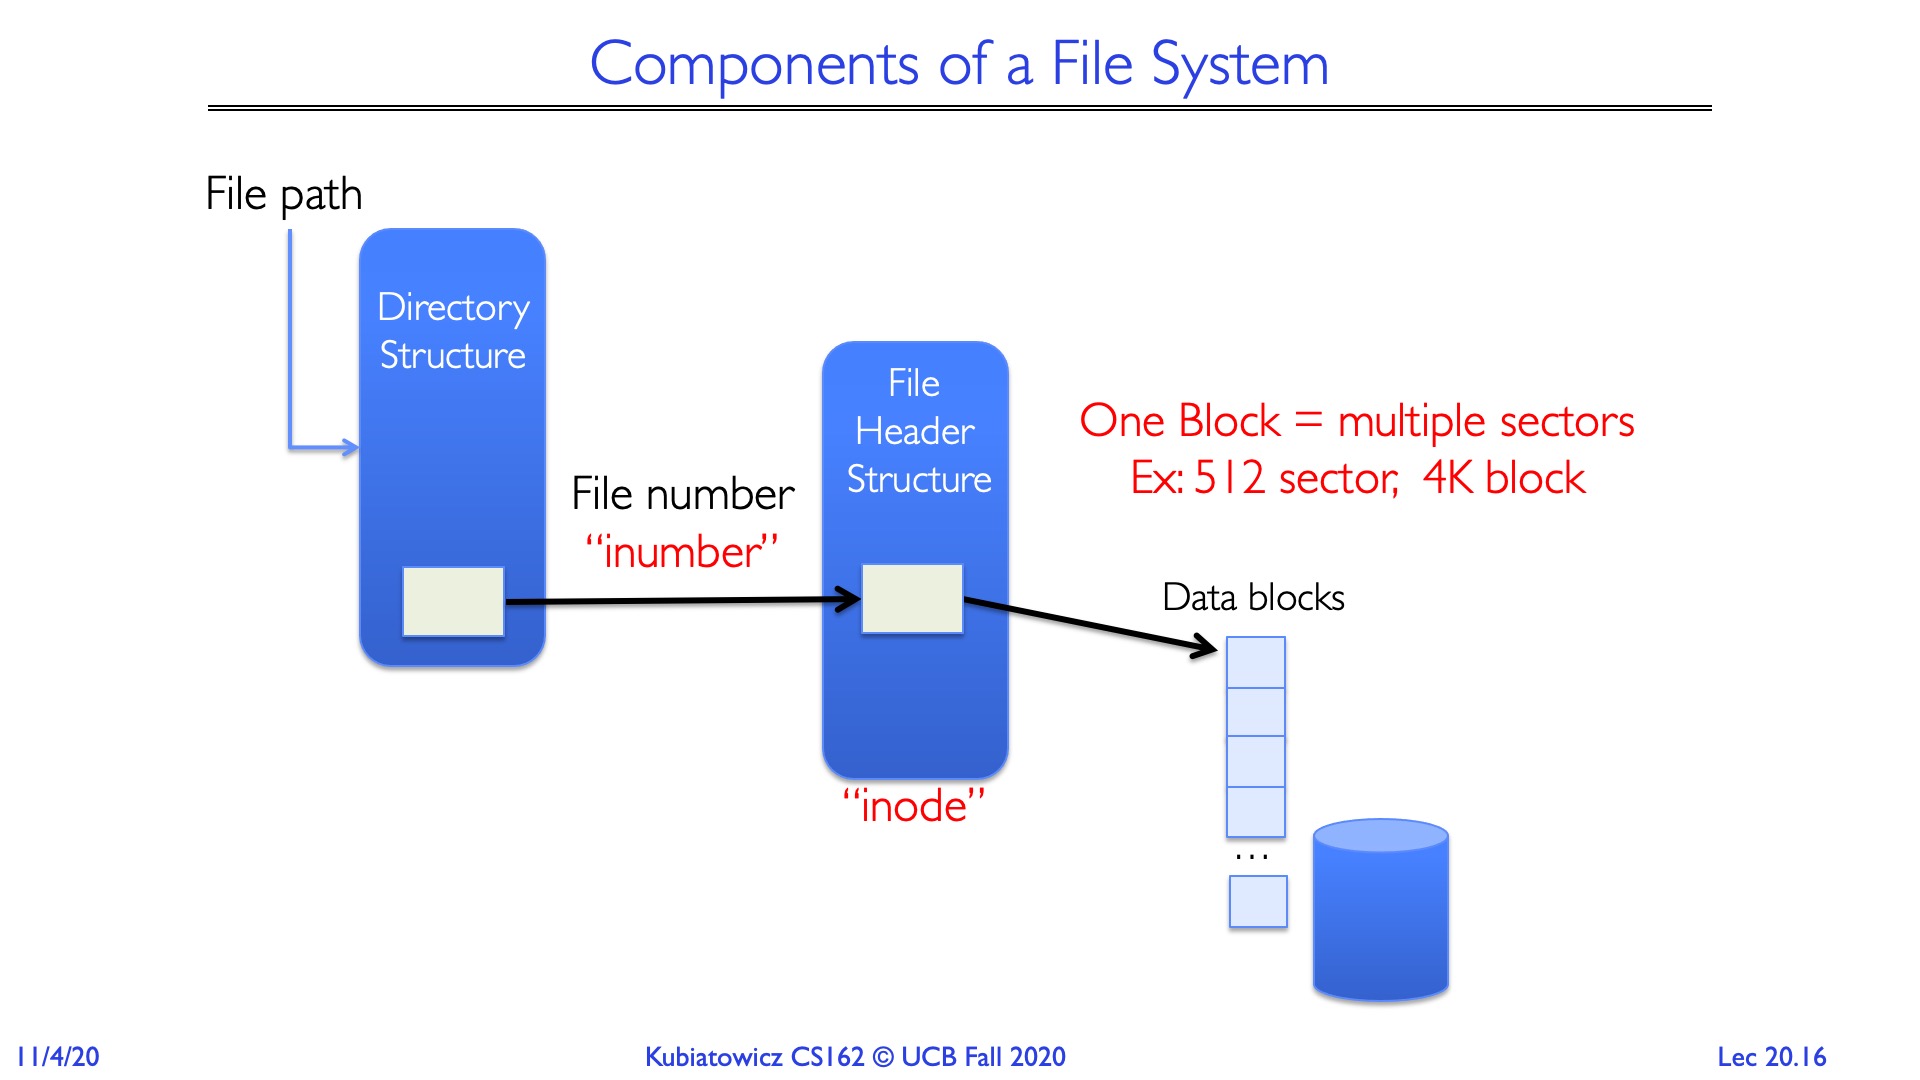 Components of a File System
File path
Directory
Structure
File number
“inumber”
File
Header
Structure
“inode”
One Block = multiple sectors
Ex: 512 sector, 4K block
Data blocks
…
11/4/20
Kubiatowicz CS162 © UCB Fall 2020
Lec 20.16